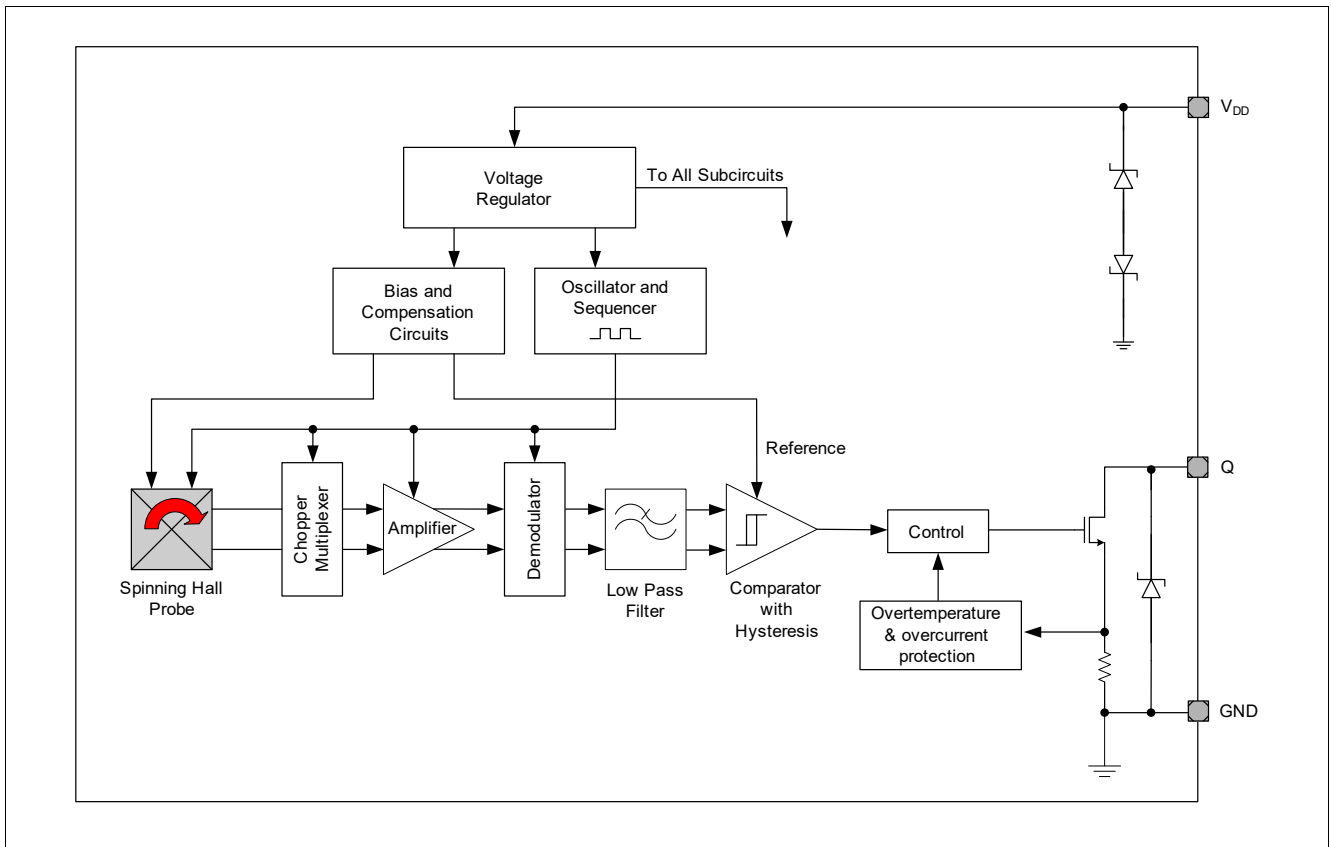 V_DD
Voltage
Regulator
To All Subcircuits
Bias and
Compensation
Circuits
Oscillator and
Sequencer
Reference
Q
Chopper
Multiplexer
Amplifier
Demodulator
Control
Spinning Hall
Probe
Low Pass
Filter
Comparator
with
Hysteresis
Overtemperature
& overcurrent
protection
GND